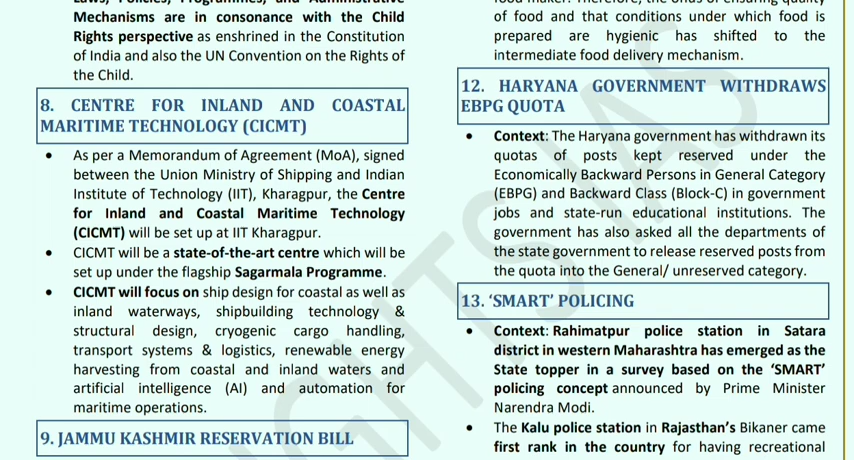 Laws, Policies, Programmes, and Administrative
Mechanisms are in consonance with the Child
Rights perspective as enshrined in the Constitution
of India and also the UN Convention on the Rights of
the Child.
8. CENTRE FOR INLAND AND COASTAL
MARITIME TECHNOLOGY (CICMT)
• As per a Memorandum of Agreement (MoA), signed
between the Union Ministry of Shipping and Indian
Institute of Technology (IIT), Kharagpur, the Centre
for Inland and Coastal Maritime Technology
(CICMT) will be set up at IIT Kharagpur.
• CICMT will be a state-of-the-art centre which will be
set up under the flagship Sagarmala Programme.
• CICMT will focus on ship design for coastal as well as
inland waterways, shipbuilding technology &
structural design, cryogenic cargo handling,
transport systems & logistics, renewable energy
harvesting from coastal and inland waters and
artificial intelligence (AI) and automation for
maritime operations.
9. JAMMU KASHMIR RESERVATION BILL
food maker. Therefore, the onus of ensuring quality
of food and that conditions under which food is
prepared are hygienic has shifted to the
intermediate food delivery mechanism.
12. HARYANA GOVERNMENT WITHDRAWS
EBPG QUOTA
• Context: The Haryana government has withdrawn its
quotas of posts kept reserved under the
Economically Backward Persons in General Category
(EBPG) and Backward Class (Block-C) in government
jobs and state-run educational institutions. The
government has also asked all the departments of
the state government to release reserved posts from
the quota into the General/ unreserved category.
13. ‘SMART’ POLICING
• Context: Rahimatpur police station in Satara
district in western Maharashtra has emerged as the
State topper in a survey based on the ‘SMART’
policing concept announced by Prime Minister
Narendra Modi.
• The Kalu police station in Rajasthan’s Bikaner came
first rank in the country for having recreational